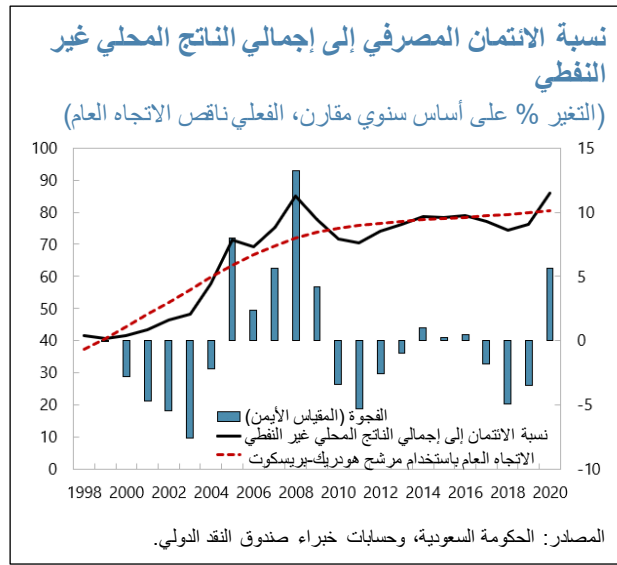 نسبة الائتمان المصرفي إلى إجمالي الناتج المحلي غير
النفطي
(التغير % على أساس سنوي مقارن، الفعلي ناقص الاتجاه العام)
100
90
80
70
60
50
40
30
20
10
0
15
10
5
0
-5
-10
الفجوة (المقياس الأيمن)
نسبة الائتمان إلى إجمالي الناتج المحلي غير النفطي
الاتجاه العام باستخدام مرشح هودريك-بريسكوت
1998 2000 2002 2004 2006 2008 2010 2012 2014 2016 2018 2020
المصادر: الحكومة السعودية، وحسابات خبراء صندوق النقد الدولي.